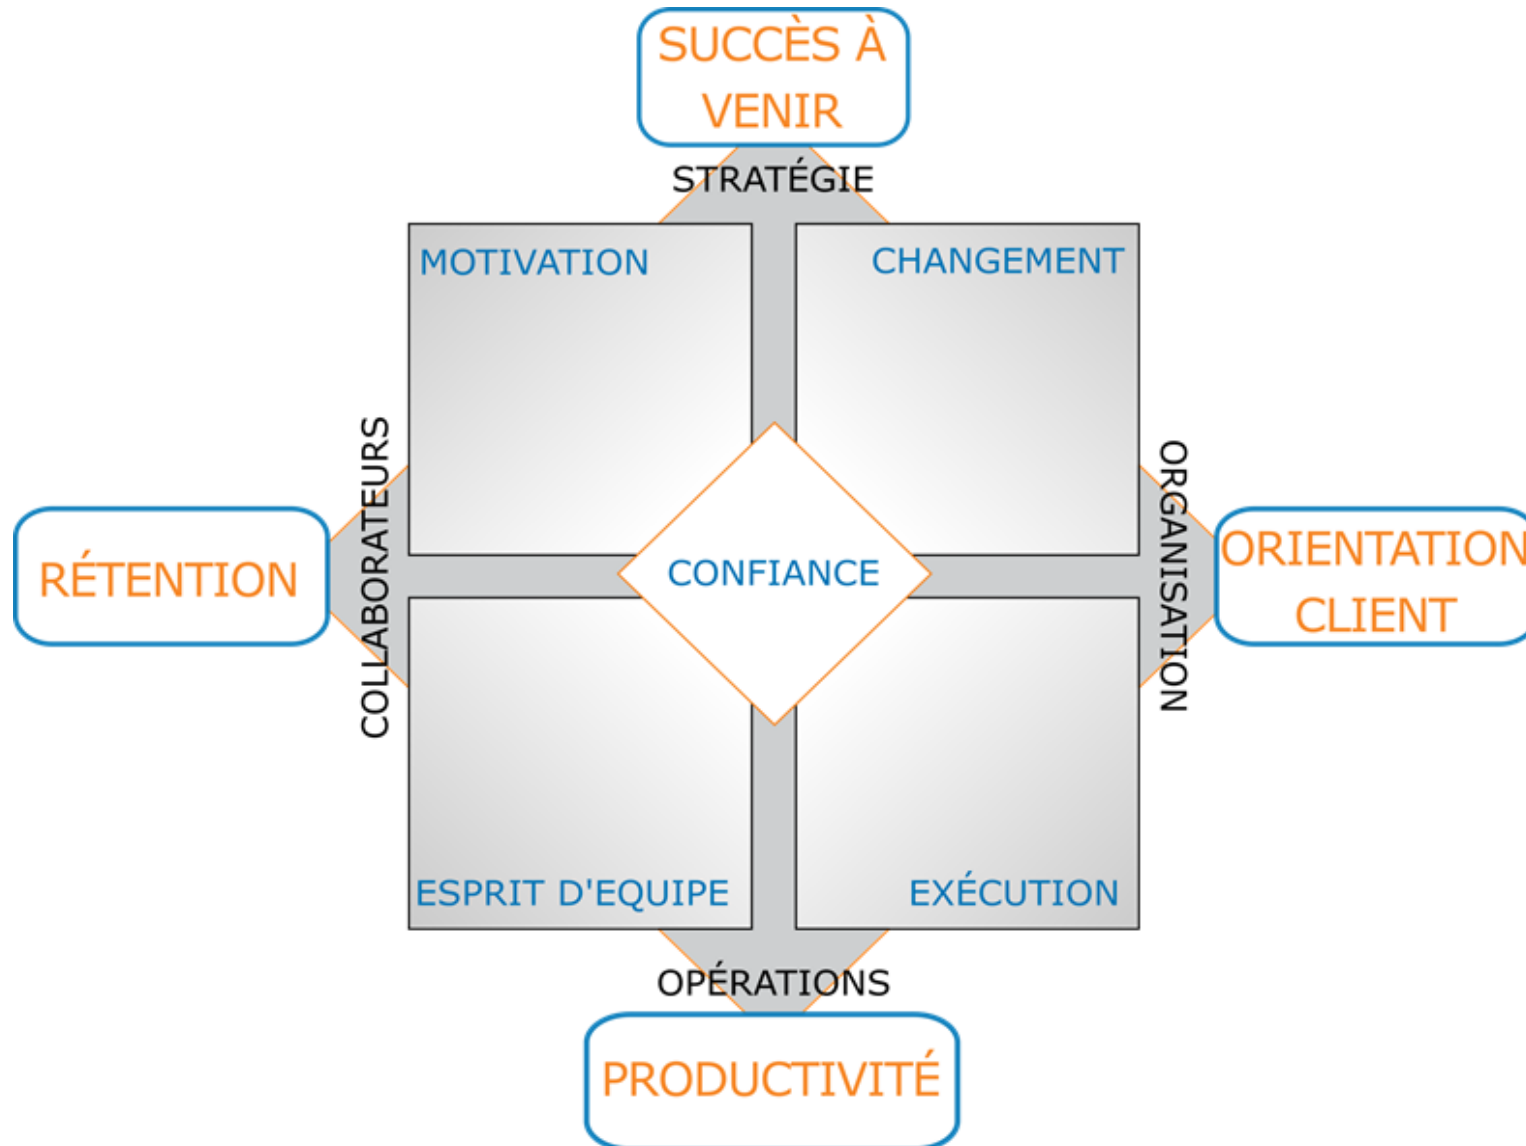 SUCCÈS À
VENIR
STRATÉGIE
MOTIVATION
CHANGEMENT
COLLABORATEURS
ORGANISATION
RÉTENTION
CONFIANCE
ORIENTATION
CLIENT
ESPRIT D'EQUIPE
EXÉCUTION
OPÉRATIONS
PRODUCTIVITÉ